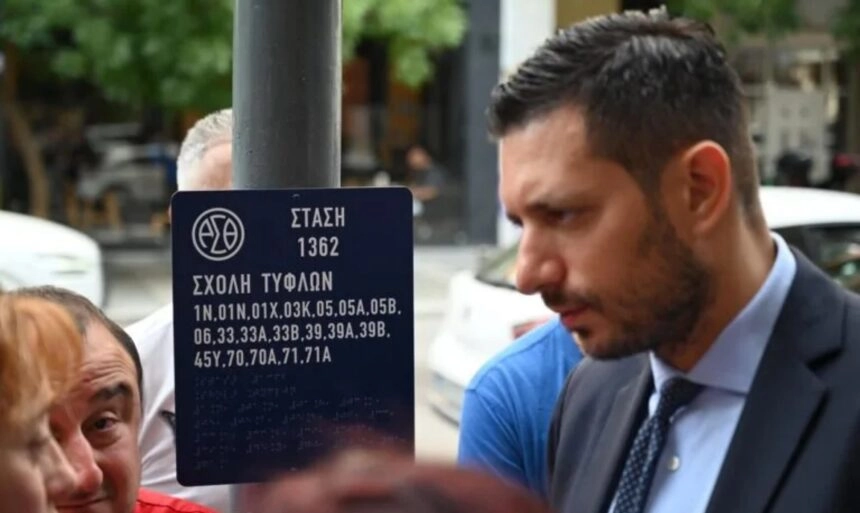 ΑΣΘ
ΣΤΑΣΗ
1362
ΣΧΟΛΗ ΤΥΦΛΩΝ
1N,01N,01X,03K,05,05A,05B,
06,33,33A,33B,39,39A,39B,
45Y,70,70A,71,71A